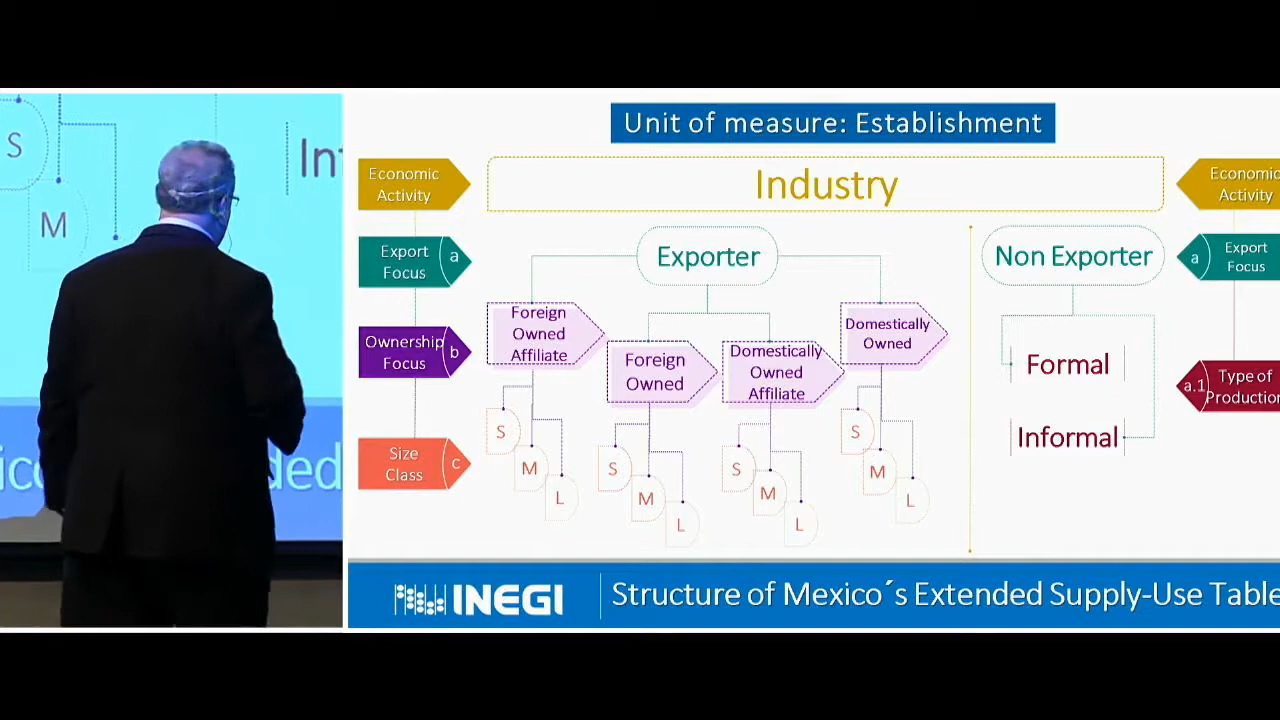 Unit of measure: Establishment
Economic
Activity
Industry
Economic
Activity
Export
Focus
a
Exporter
Non Exporter
a
Export
Focus
Ownership
Focus
b
Foreign
Owned
Affiliate
Foreign
Owned
Domestically
Owned
Affiliate
Domestically
Owned
Formal
Informal
a.1
Type of
Production
Size
Class
c
S
M
L
S
M
L
S
M
L
S
M
L
INEGI
Structure of Mexico´s Extended Supply-Use Table
S
M